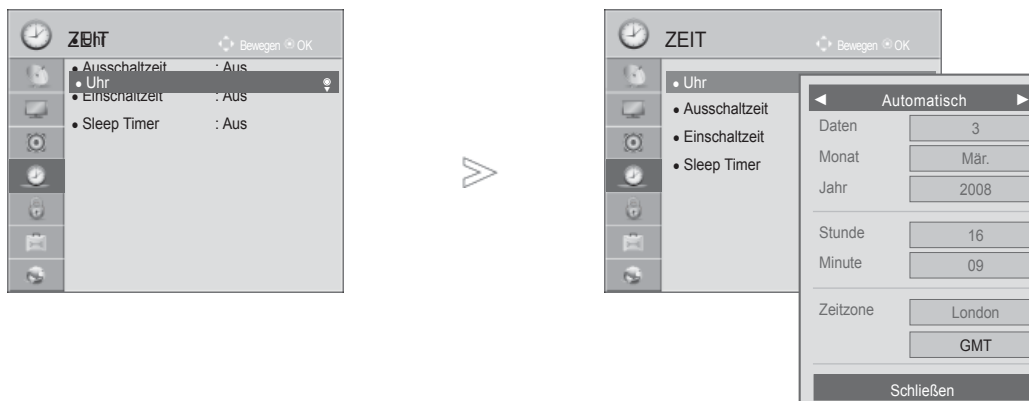 ZEIT
Bewegen OK
• Ausschaltzeit : Aus
• Uhr
• Einschaltzeit : Aus
• Sleep Timer : Aus
>
ZEIT
Bewegen OK
• Uhr
• Ausschaltzeit
• Einschaltzeit
• Sleep Timer
◄ Automatisch ►
Daten 3
Monat Mär.
Jahr 2008
Stunde 16
Minute 09
Zeitzone London
GMT
Schließen